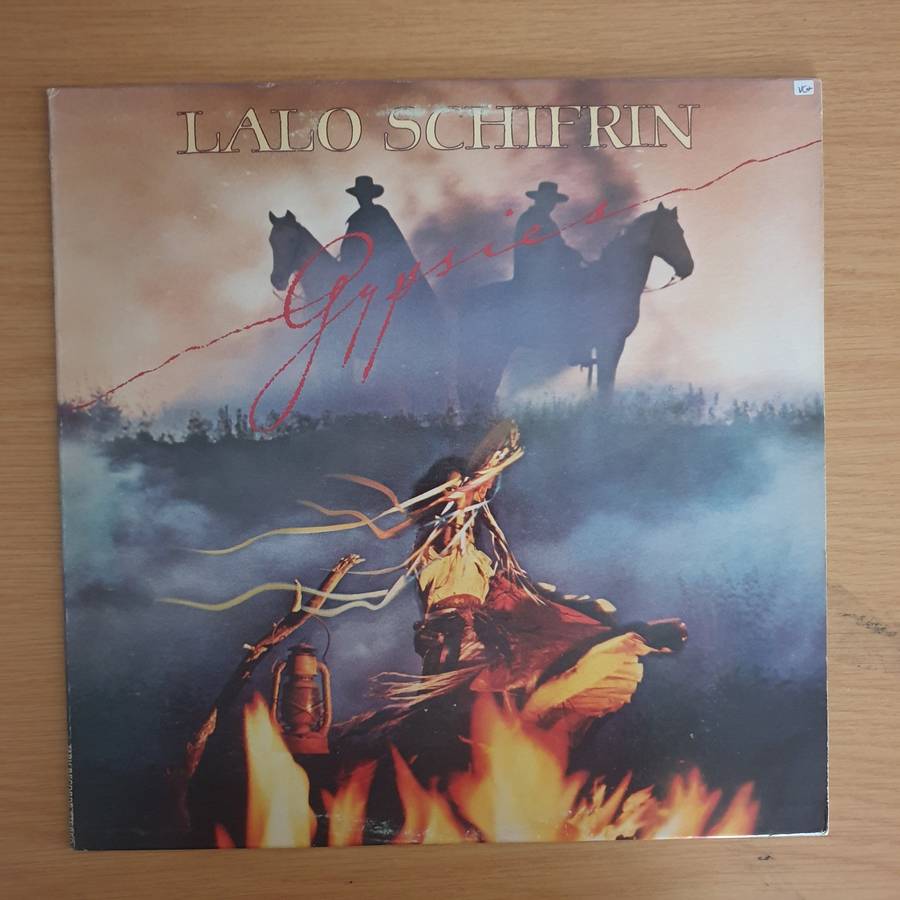 LALO SCHIFRIN
VG+
Gypsies